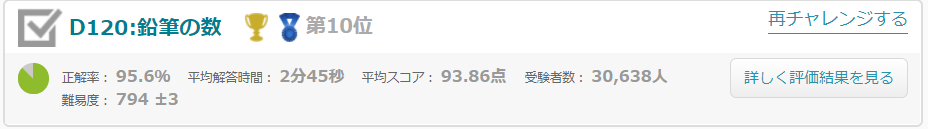 D120:鉛筆の数 第10位 再チャレンジする
正解率： 95.6% 平均解答時間： 2分45秒 平均スコア： 93.86点 受験者数： 30,638人 詳しく評価結果を見る
難易度： 794 ±3